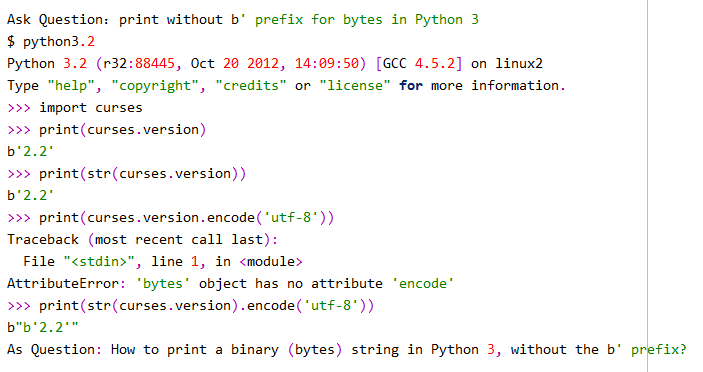 Ask Question: print without b' prefix for bytes in Python 3
$ python3.2
Python 3.2 (r32:88445, Oct 20 2012, 14:09:50) [GCC 4.5.2] on linux2
Type "help", "copyright", "credits" or "license" for more information.
>>> import curses
>>> print(curses.version)
b'2.2'
>>> print(str(curses.version))
b'2.2'
>>> print(curses.version.encode('utf-8'))
Traceback (most recent call last):
  File "<stdin>", line 1, in <module>
AttributeError: 'bytes' object has no attribute 'encode'
>>> print(str(curses.version).encode('utf-8'))
b"b'2.2'"
As Question: How to print a binary (bytes) string in Python 3, without the b' prefix?